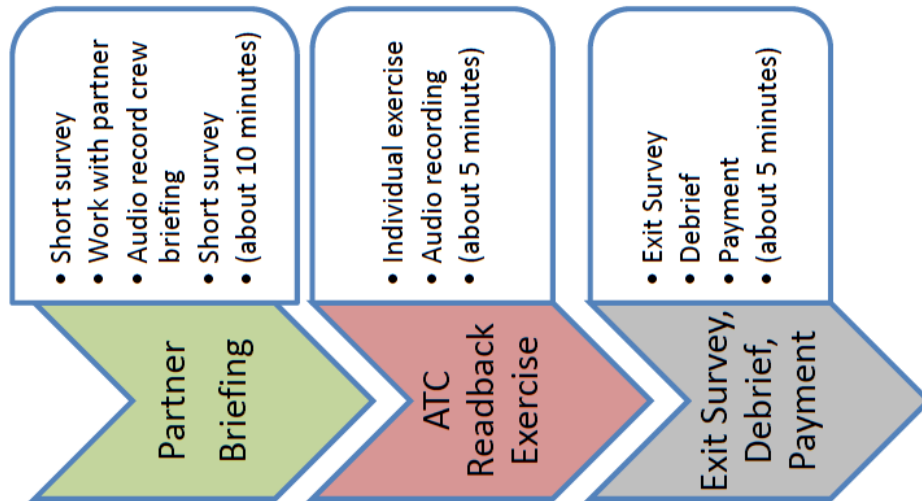 Partner
Briefing
• Short survey
• Work with partner
• Audio record crew
briefing
• Short survey
• (about 10 minutes)
ATC
Readback
Exercise
• Individual exercise
• Audio recording
• (about 5 minutes)
Exit Survey,
Debrief,
Payment
• Exit Survey
• Debrief
• Payment
• (about 5 minutes)